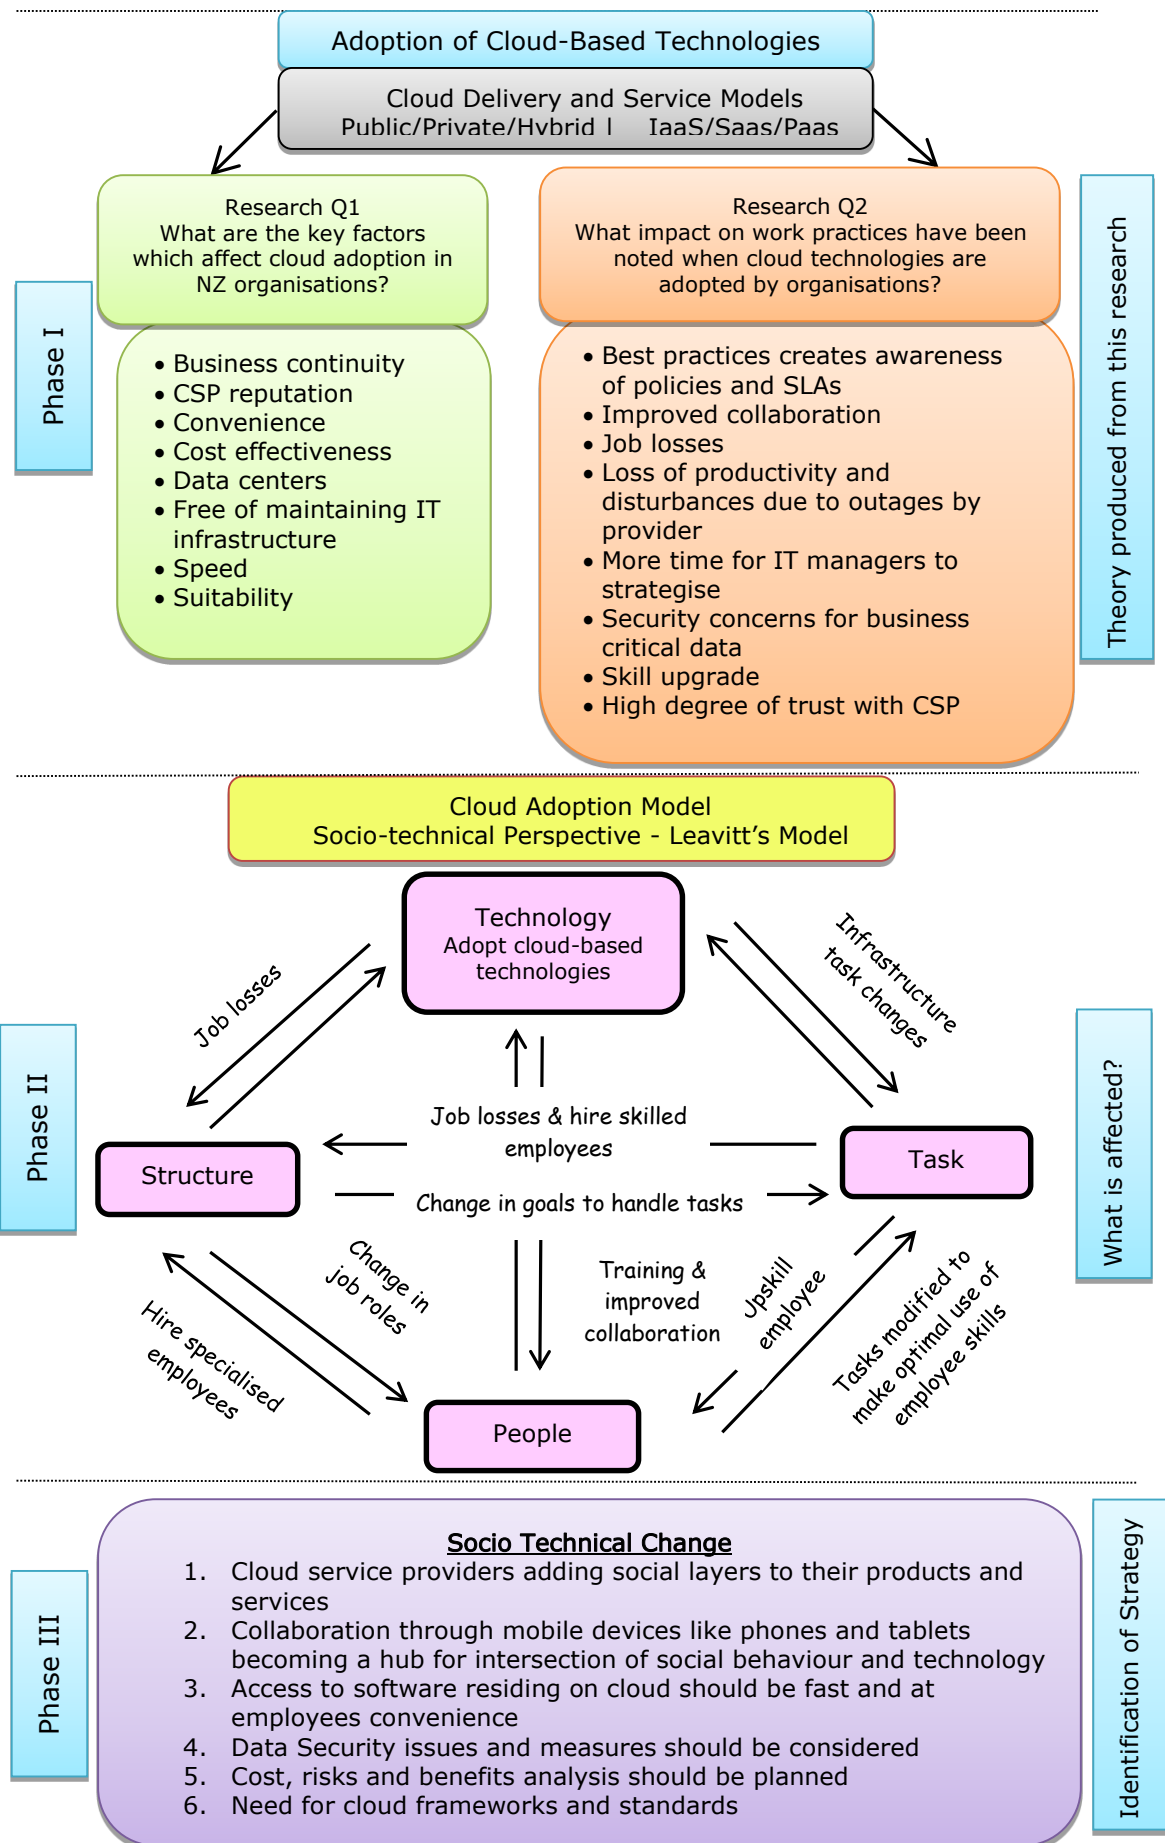 Adoption of Cloud-Based Technologies
Cloud Delivery and Service Models
Public/Private/Hybrid | IaaS/Saas/Paas
Research Q1
What are the key factors
which affect cloud adoption in
NZ organisations?
Research Q2
What impact on work practices have been
noted when cloud technologies are
adopted by organisations?
Phase I
• Business continuity
• CSP reputation
• Convenience
• Cost effectiveness
• Data centers
• Free of maintaining IT
infrastructure
• Speed
• Suitability
• Best practices creates awareness
of policies and SLAs
• Improved collaboration
• Job losses
• Loss of productivity and
disturbances due to outages by
provider
• More time for IT managers to
strategise
• Security concerns for business
critical data
• Skill upgrade
• High degree of trust with CSP
Theory produced from this research
Cloud Adoption Model
Socio-technical Perspective - Leavitt's Model
Technology
Adopt cloud-based
technologies
Job losses
Infrastructure
task changes
Phase II
What is affected?
Job losses & hire skilled
employees
Structure
Task
Change in goals to handle tasks
Change in
job roles
Hire specialised
employees
Training &
improved
collaboration
Upskill
employee
Tasks modified to
make optimal use of
employee skills
People
Phase III
Socio Technical Change
1. Cloud service providers adding social layers to their products and
services
2. Collaboration through mobile devices like phones and tablets
becoming a hub for intersection of social behaviour and technology
3. Access to software residing on cloud should be fast and at
employees convenience
4. Data Security issues and measures should be considered
5. Cost, risks and benefits analysis should be planned
6. Need for cloud frameworks and standards
Identification of Strategy